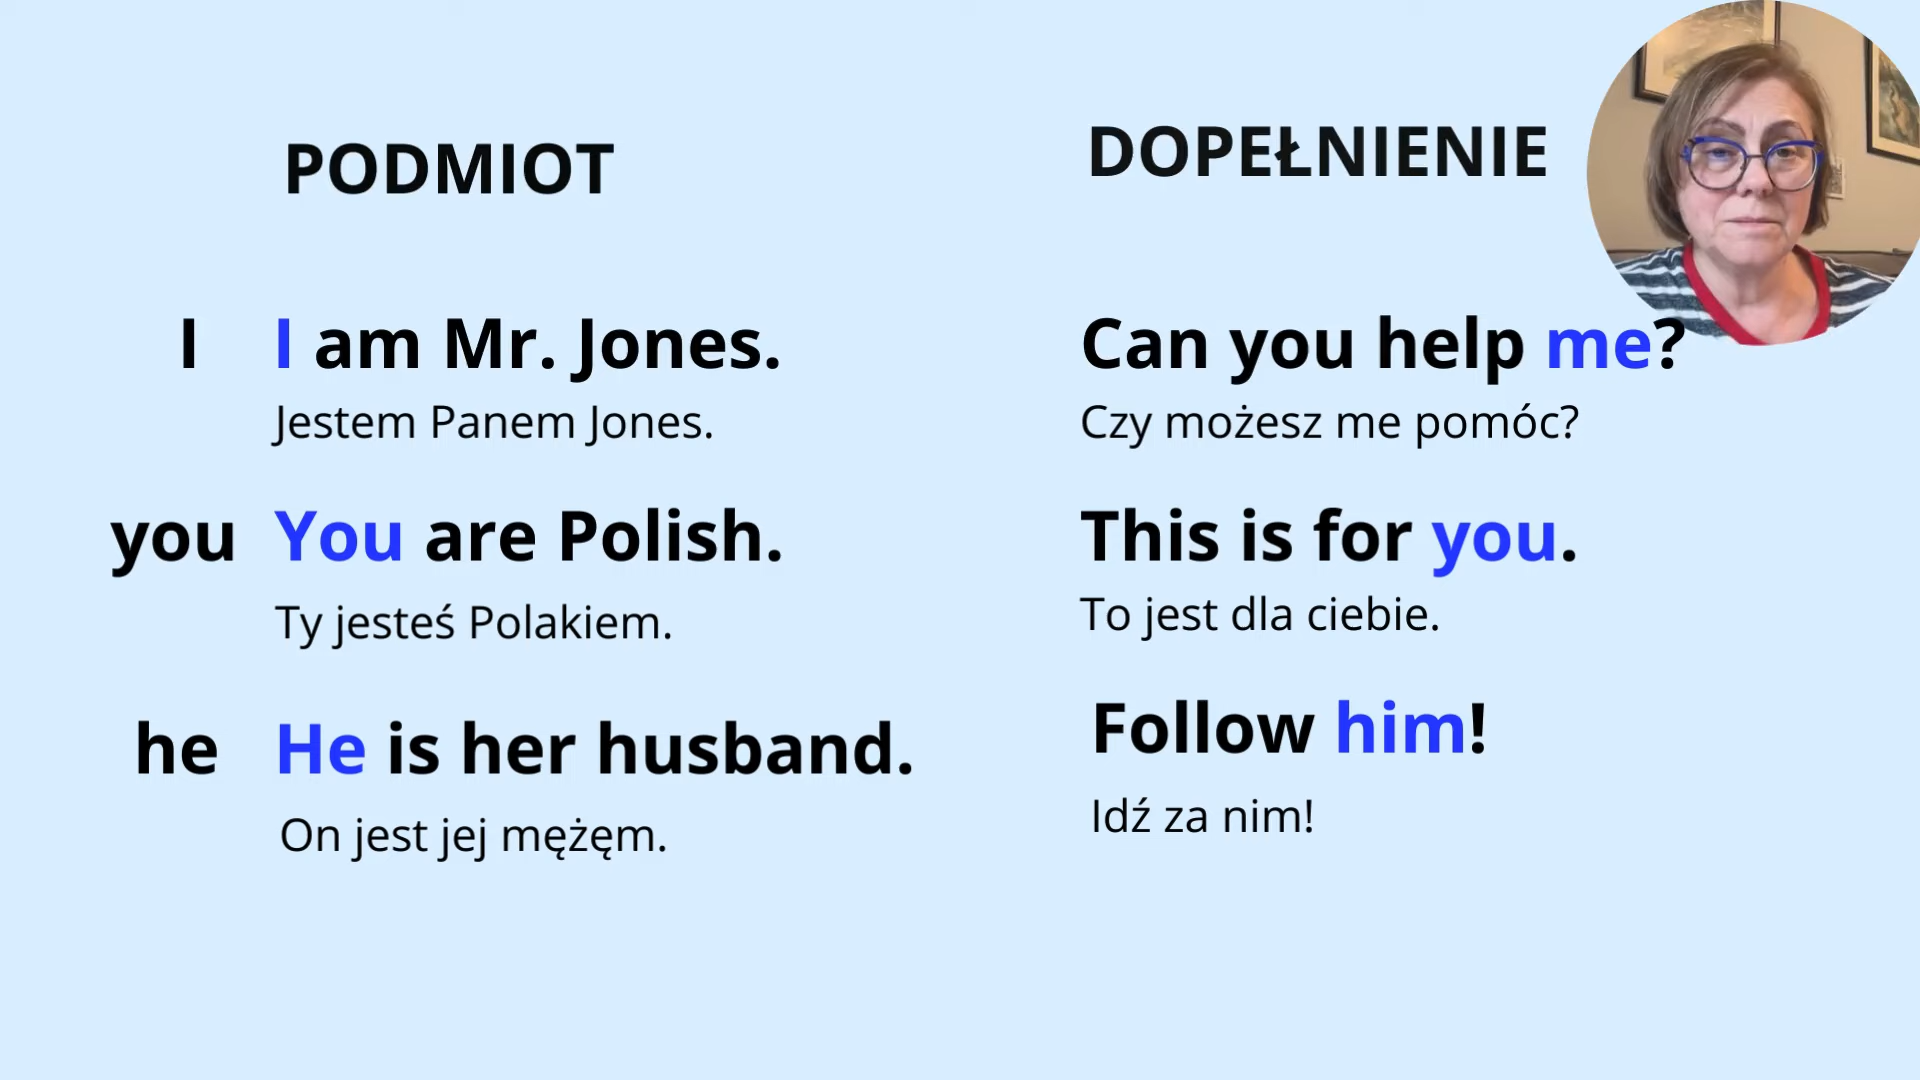 PODMIOT
DOPEŁNIENIE
I I am Mr. Jones.
Jestem Panem Jones.
Can you help me?
Czy możesz me pomóc?
you You are Polish.
Ty jesteś Polakiem.
This is for you.
To jest dla ciebie.
he He is her husband.
On jest jej mężęm.
Follow him!
Idź za nim!